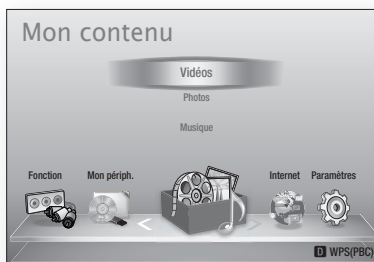 Mon contenu
Vidéos
Photos
Musique
Fonction Mon périph. Internet Paramètres
D WPS(PBC)